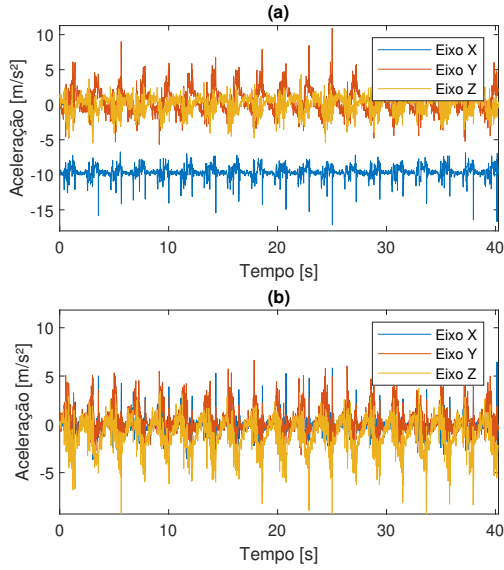 (a)
Aceleração [m/s²]
10
5
0
-5
-10
-15
Eixo X
Eixo Y
Eixo Z
0
10
20
30
40
Tempo [s]
(b)
Aceleração [m/s²]
10
5
0
-5
Eixo X
Eixo Y
Eixo Z
0
10
20
30
40
Tempo [s]